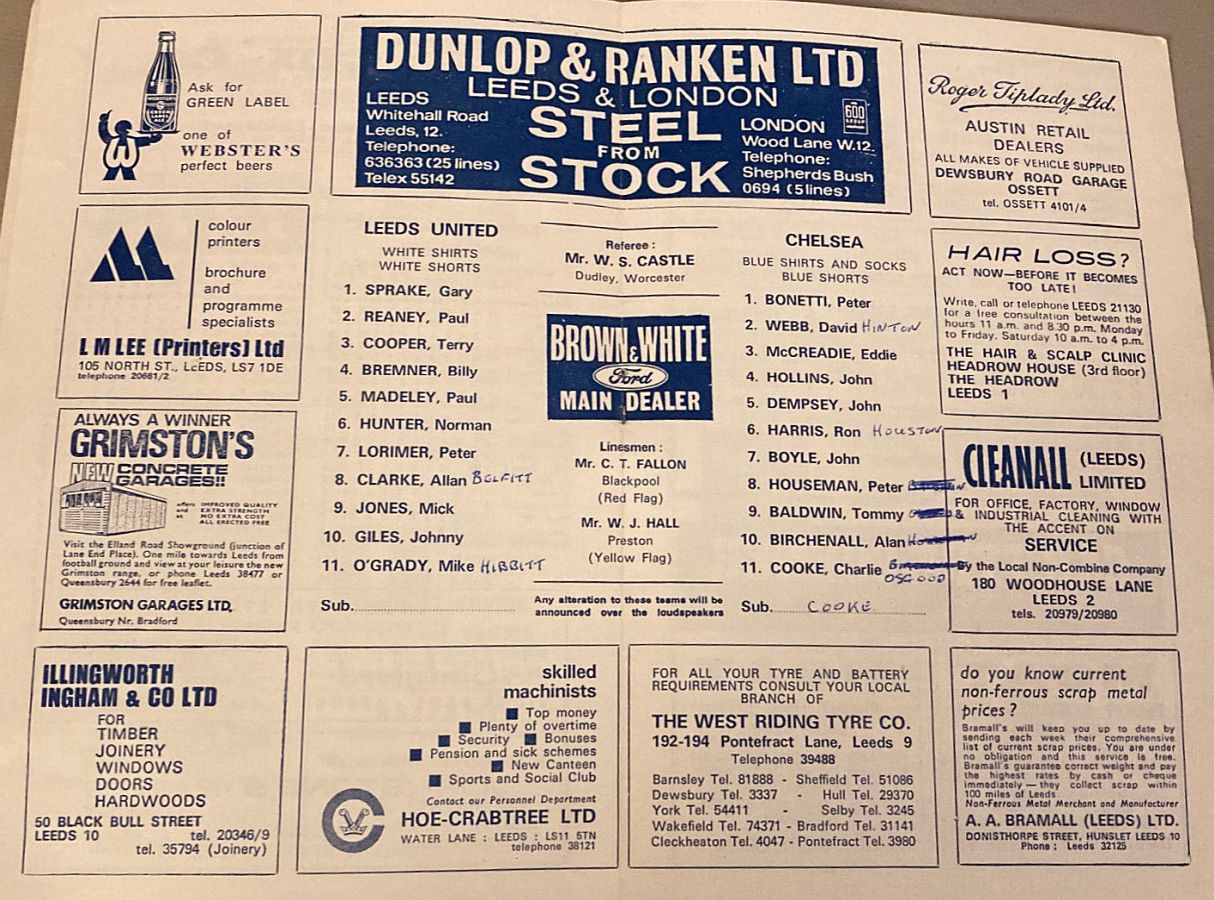 Ask for
GREEN LABEL
one of
WEBSTER'S
perfect beers
DUNLOP & RANKEN LTD
LEEDS & LONDON
STEEL
FROM
STOCK
LEEDS
Whitehall Road
Leeds, 12.
Telephone:
636363 (25 lines)
Telex 55142
600
LONDON
Wood Lane W.12.
Telephone:
Shepherds Bush
0694 (5 lines)
Roger Tiplady Ltd.
AUSTIN RETAIL
DEALERS
ALL MAKES OF VEHICLE SUPPLIED
DEWSBURY ROAD GARAGE
OSSETT
tel. OSSETT 4101/4
colour
printers
brochure
and
programme
specialists
L M LEE (Printers) Ltd
105 NORTH ST., LEEDS, LS7 1DE
telephone 20661/2
LEEDS UNITED
WHITE SHIRTS
WHITE SHORTS
1. SPRAKE, Gary
2. REANEY, Paul
3. COOPER, Terry
4. BREMNER, Billy
5. MADELEY, Paul
6. HUNTER, Norman
7. LORIMER, Peter
8. CLARKE, Allan BELFITT
9. JONES, Mick
10. GILES, Johnny
11. O'GRADY, Mike HIBBITT
Sub.
Referee :
Mr. W. S. CASTLE
Dudley, Worcester
BROWN & WHITE
Ford
MAIN DEALER
Linesmen :
Mr. C. T. FALLON
Blackpool
(Red Flag)
Mr. W. J. HALL
Preston
(Yellow Flag)
Any alteration to these teams will be
announced over the loudspeakers
CHELSEA
BLUE SHIRTS AND SOCKS
BLUE SHORTS
1. BONETTI, Peter
2. WEBB, David HINTON
3. McCREADIE, Eddie
4. HOLLINS, John
5. DEMPSEY, John
6. HARRIS, Ron HOUSTON
7. BOYLE, John
8. HOUSEMAN, Peter
9. BALDWIN, Tommy
10. BIRCHENALL, Alan
11. COOKE, Charlie
OSGOOD
Sub. COOKE
HAIR LOSS?
ACT NOW—BEFORE IT BECOMES
TOO LATE!
Write, call or telephone LEEDS 21130
for a free consultation between the
hours 11 a.m. and 8.30 p.m. Monday
to Friday. Saturday 10 a.m. to 4 p.m.
THE HAIR & SCALP CLINIC
HEADROW HOUSE (3rd floor)
THE HEADROW
LEEDS 1
ALWAYS A WINNER
GRIMSTON'S
NEW CONCRETE
GARAGES!!
offers IMPROVED QUALITY
and EXTRA STRENGTH
at NO EXTRA COST
ALL ERECTED FREE
Visit the Elland Road Showground (junction of
Lane End Place). One mile towards Leeds from
football ground and view at your leisure the new
Grimston range, or phone Leeds 38477 or
Queensbury 2644 for free leaflet.
GRIMSTON GARAGES LTD.
Queensbury Nr. Bradford
CLEANALL (LEEDS)
LIMITED
FOR OFFICE, FACTORY, WINDOW
& INDUSTRIAL CLEANING WITH
THE ACCENT ON
SERVICE
By the Local Non-Combine Company
180 WOODHOUSE LANE
LEEDS 2
tels. 20979/20980
ILLINGWORTH
INGHAM & CO LTD
FOR
TIMBER
JOINERY
WINDOWS
DOORS
HARDWOODS
50 BLACK BULL STREET
LEEDS 10 tel. 20346/9
tel. 35794 (Joinery)
skilled
machinists
Top money
Plenty of overtime
Security Bonuses
Pension and sick schemes
New Canteen
Sports and Social Club
Contact our Personnel Department
HOE-CRABTREE LTD
WATER LANE : LEEDS : LS11 5TN
telephone 38121
FOR ALL YOUR TYRE AND BATTERY
REQUIREMENTS CONSULT YOUR LOCAL
BRANCH OF
THE WEST RIDING TYRE CO.
192-194 Pontefract Lane, Leeds 9
Telephone 39488
Barnsley Tel. 81888 - Sheffield Tel. 51086
Dewsbury Tel. 3337 - Hull Tel. 29370
York Tel. 54411 - Selby Tel. 3245
Wakefield Tel. 74371 - Bradford Tel. 31141
Cleckheaton Tel. 4047 - Pontefract Tel. 3980
do you know current
non-ferrous scrap metal
prices ?
Bramall's will keep you up to date by
sending each week their comprehensive
list of current scrap prices. You are under
no obligation and this service is free.
Bramall's guarantee correct weight and pay
the highest rates by cash or cheque
immediately — they collect scrap within
100 miles of Leeds.
Non-Ferrous Metal Merchant and Manufacturer
A. A. BRAMALL (LEEDS) LTD.
DONISTHORPE STREET, HUNSLET LEEDS 10
Phone : Leeds 32125